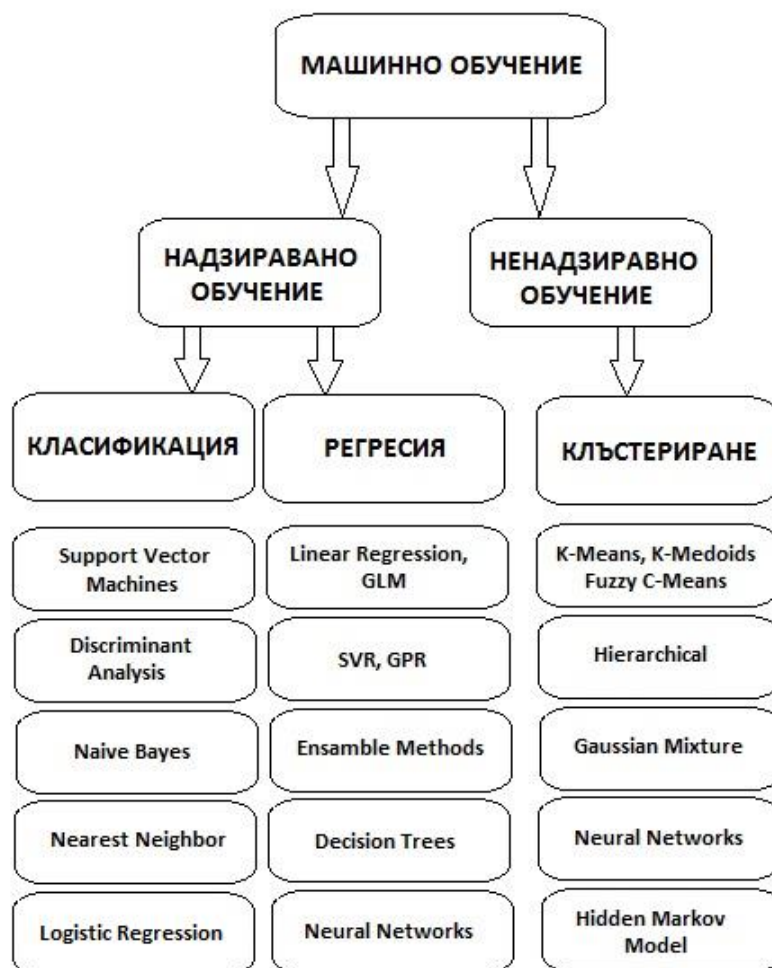 МАШИННО ОБУЧЕНИЕ
НАДЗИРАВАНО
ОБУЧЕНИЕ
НЕНАДЗИРАВНО
ОБУЧЕНИЕ
КЛАСИФИКАЦИЯ
РЕГРЕСИЯ
КЛЪСТЕРИРАНЕ
Support Vector
Machines
Linear Regression,
GLM
K-Means, K-Medoids
Fuzzy C-Means
Discriminant
Analysis
SVR, GPR
Hierarchical
Naive Bayes
Ensamble Methods
Gaussian Mixture
Nearest Neighbor
Decision Trees
Neural Networks
Logistic Regression
Neural Networks
Hidden Markov
Model